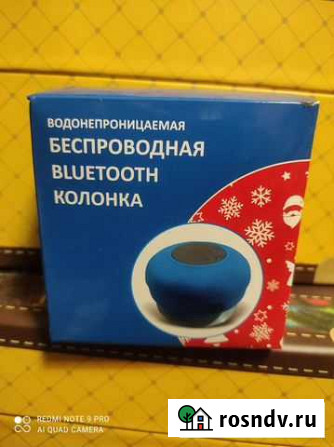 ВОДОНЕПРОНИЦАЕМАЯ
БЕСПРОВОДНАЯ
BLUETOOTH
КОЛОНКА
REDMI NOTE 9 PRO
AI QUAD CAMERA
rosndv.ru